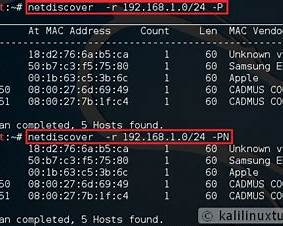 t:~# netdiscover -r 192.168.1.0/24 -P
At MAC Address Count Len MAC Vendo
18:d2:76:6a:b5:ca 1 60 Unknown v
50:b7:c3:f5:75:80 1 60 Samsung E
00:1b:63:c5:3b:6c 1 60 Apple
50 08:00:27:6d:69:49 1 60 CADMUS CO
51 08:00:27:7b:1f:c4 1 60 CADMUS CO
an completed, 5 Hosts found.
t:~# netdiscover -r 192.168.1.0/24 -PN
18:d2:76:6a:b5:ca 1 60 Unknown v
50:b7:c3:f5:75:80 1 60 Samsung E
00:1b:63:c5:3b:6c 1 60 Apple
50 08:00:27:6d:69:49 1 60 CADMUS CO
51 08:00:27:7b:1f:c4 1 60 CADMUS
an completed, 5 Hosts found.
© kalilinuxtu